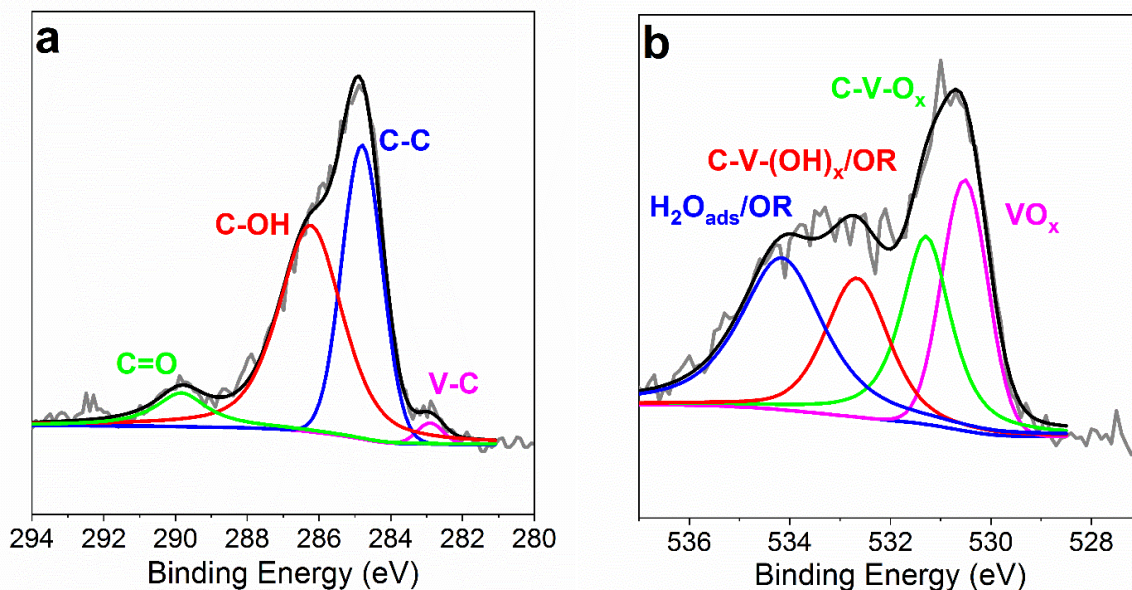 a
C-C
C-OH
C=O
V-C
294 292 290 288 286 284 282 280
Binding Energy (eV)
b
C-V-Oₓ
C-V-(OH)ₓ/OR
H₂O_ads/OR
VOₓ
536 534 532 530 528
Binding Energy (eV)